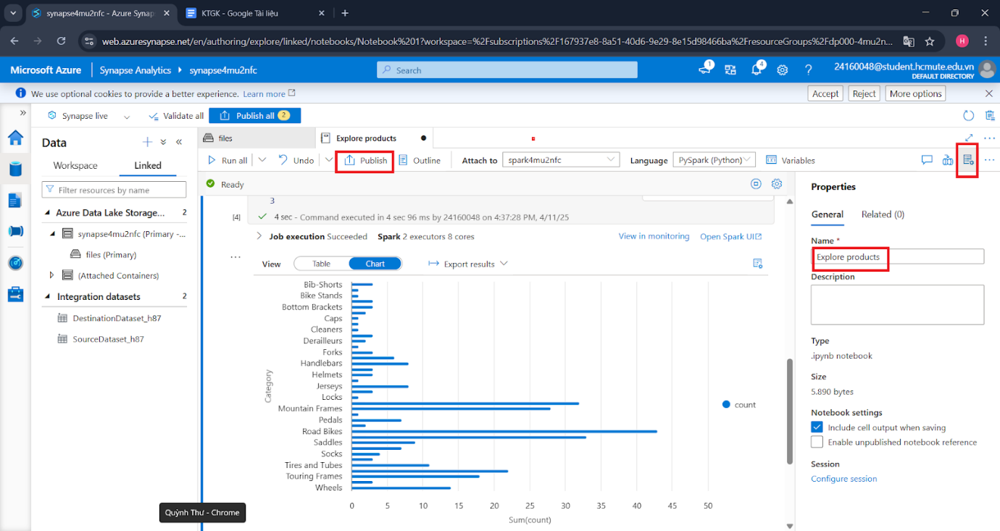 synapse4mu2nfc - Azure Synap
KTGK - Google Tài liệu
web.azuresynapse.net/en/authoring/explore/linked/notebooks/Notebook%201?workspace=%2Fsubscriptions%2F167937e8-8a51-40d6-9e29-8e15d98466ba%2FresourceGroups%2Fdp000-4mu2n...
H
Microsoft Azure
Synapse Analytics
synapse4mu2nfc
Search
1
4
24160048@student.hcmute.edu.vn
DEFAULT DIRECTORY
We use optional cookies to provide a better experience. Learn more
Accept
Reject
More options
Synapse live
Validate all
Publish all 2
Data
Workspace
Linked
Filter resources by name
Azure Data Lake Storage... 2
synapse4mu2nfc (Primary -...
files (Primary)
(Attached Containers)
Integration datasets 2
DestinationDataset_h87
SourceDataset_h87
files
Explore products
Run all
Undo
Publish
Outline
Attach to
spark4mu2nfc
Language
PySpark (Python)
Variables
Ready
3
[4]
4 sec - Command executed in 4 sec 96 ms by 24160048 on 4:37:28 PM, 4/11/25
Job execution Succeeded Spark 2 executors 8 cores
View in monitoring
Open Spark UI
View
Table
Chart
Export results
Category
Bib-Shorts
Bike Stands
Bottom Brackets
Caps
Cleaners
Derailleurs
Forks
Handlebars
Helmets
Jerseys
Locks
Mountain Frames
Pedals
Road Bikes
Saddles
Socks
Tires and Tubes
Touring Frames
Wheels
0 5 10 15 20 25 30 35 40 45 50
Sum(count)
count
Properties
General
Related (0)
Name *
Explore products
Description
Type
.ipynb notebook
Size
5.890 bytes
Notebook settings
Include cell output when saving
Enable unpublished notebook reference
Session
Configure session
Quỳnh Thư - Chrome